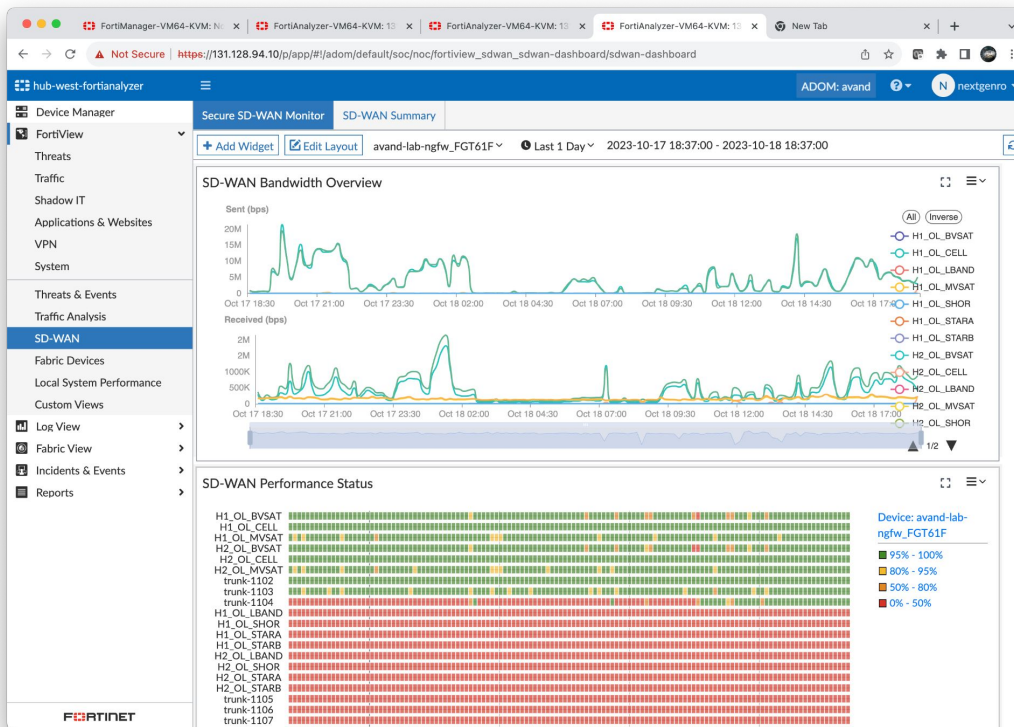 FortiManager-VM64-KVM: Nc
FortiAnalyzer-VM64-KVM: 13
FortiAnalyzer-VM64-KVM: 13
FortiAnalyzer-VM64-KVM: 13
New Tab
Not Secure | https://131.128.94.10/p/app/#!/adom/default/soc/noc/fortiview_sdwan_sdwan-dashboard/sdwan-dashboard
hub-west-fortianalyzer
ADOM: avand
N nextgenro
Device Manager
FortiView
Threats
Traffic
Shadow IT
Applications & Websites
VPN
System
Threats & Events
Traffic Analysis
SD-WAN
Fabric Devices
Local System Performance
Custom Views
Log View
Fabric View
Incidents & Events
Reports
FORTINET
Secure SD-WAN Monitor
SD-WAN Summary
+ Add Widget
Edit Layout
avand-lab-ngfw_FGT61F
Last 1 Day
2023-10-17 18:37:00 - 2023-10-18 18:37:00
SD-WAN Bandwidth Overview
Sent (bps)
20M
15M
10M
5M
0
Oct 17 18:30 Oct 17 21:00 Oct 17 23:30 Oct 18 02:00 Oct 18 04:30 Oct 18 07:00 Oct 18 09:30 Oct 18 12:00 Oct 18 14:30 Oct 18 17:00
Received (bps)
2M
2M
1000K
500K
0
Oct 17 18:30 Oct 17 21:00 Oct 17 23:30 Oct 18 02:00 Oct 18 04:30 Oct 18 07:00 Oct 18 09:30 Oct 18 12:00 Oct 18 14:30 Oct 18 17:00
All Inverse
H1_OL_BVSAT
H1_OL_CELL
H1_OL_LBAND
H1_OL_MVSAT
H1_OL_SHOR
H1_OL_STARA
H1_OL_STARB
H2_OL_BVSAT
H2_OL_CELL
H2_OL_LBAND
H2_OL_MVSAT
H2_OL_SHOR
1/2
SD-WAN Performance Status
H1_OL_BVSAT
H1_OL_CELL
H1_OL_MVSAT
H2_OL_BVSAT
H2_OL_CELL
H2_OL_MVSAT
trunk-1102
trunk-1103
trunk-1104
H1_OL_LBAND
H1_OL_SHOR
H1_OL_STARA
H1_OL_STARB
H2_OL_LBAND
H2_OL_SHOR
H2_OL_STARA
H2_OL_STARB
trunk-1105
trunk-1106
trunk-1107
Device: avand-lab-
ngfw_FGT61F
95% - 100%
80% - 95%
50% - 80%
0% - 50%